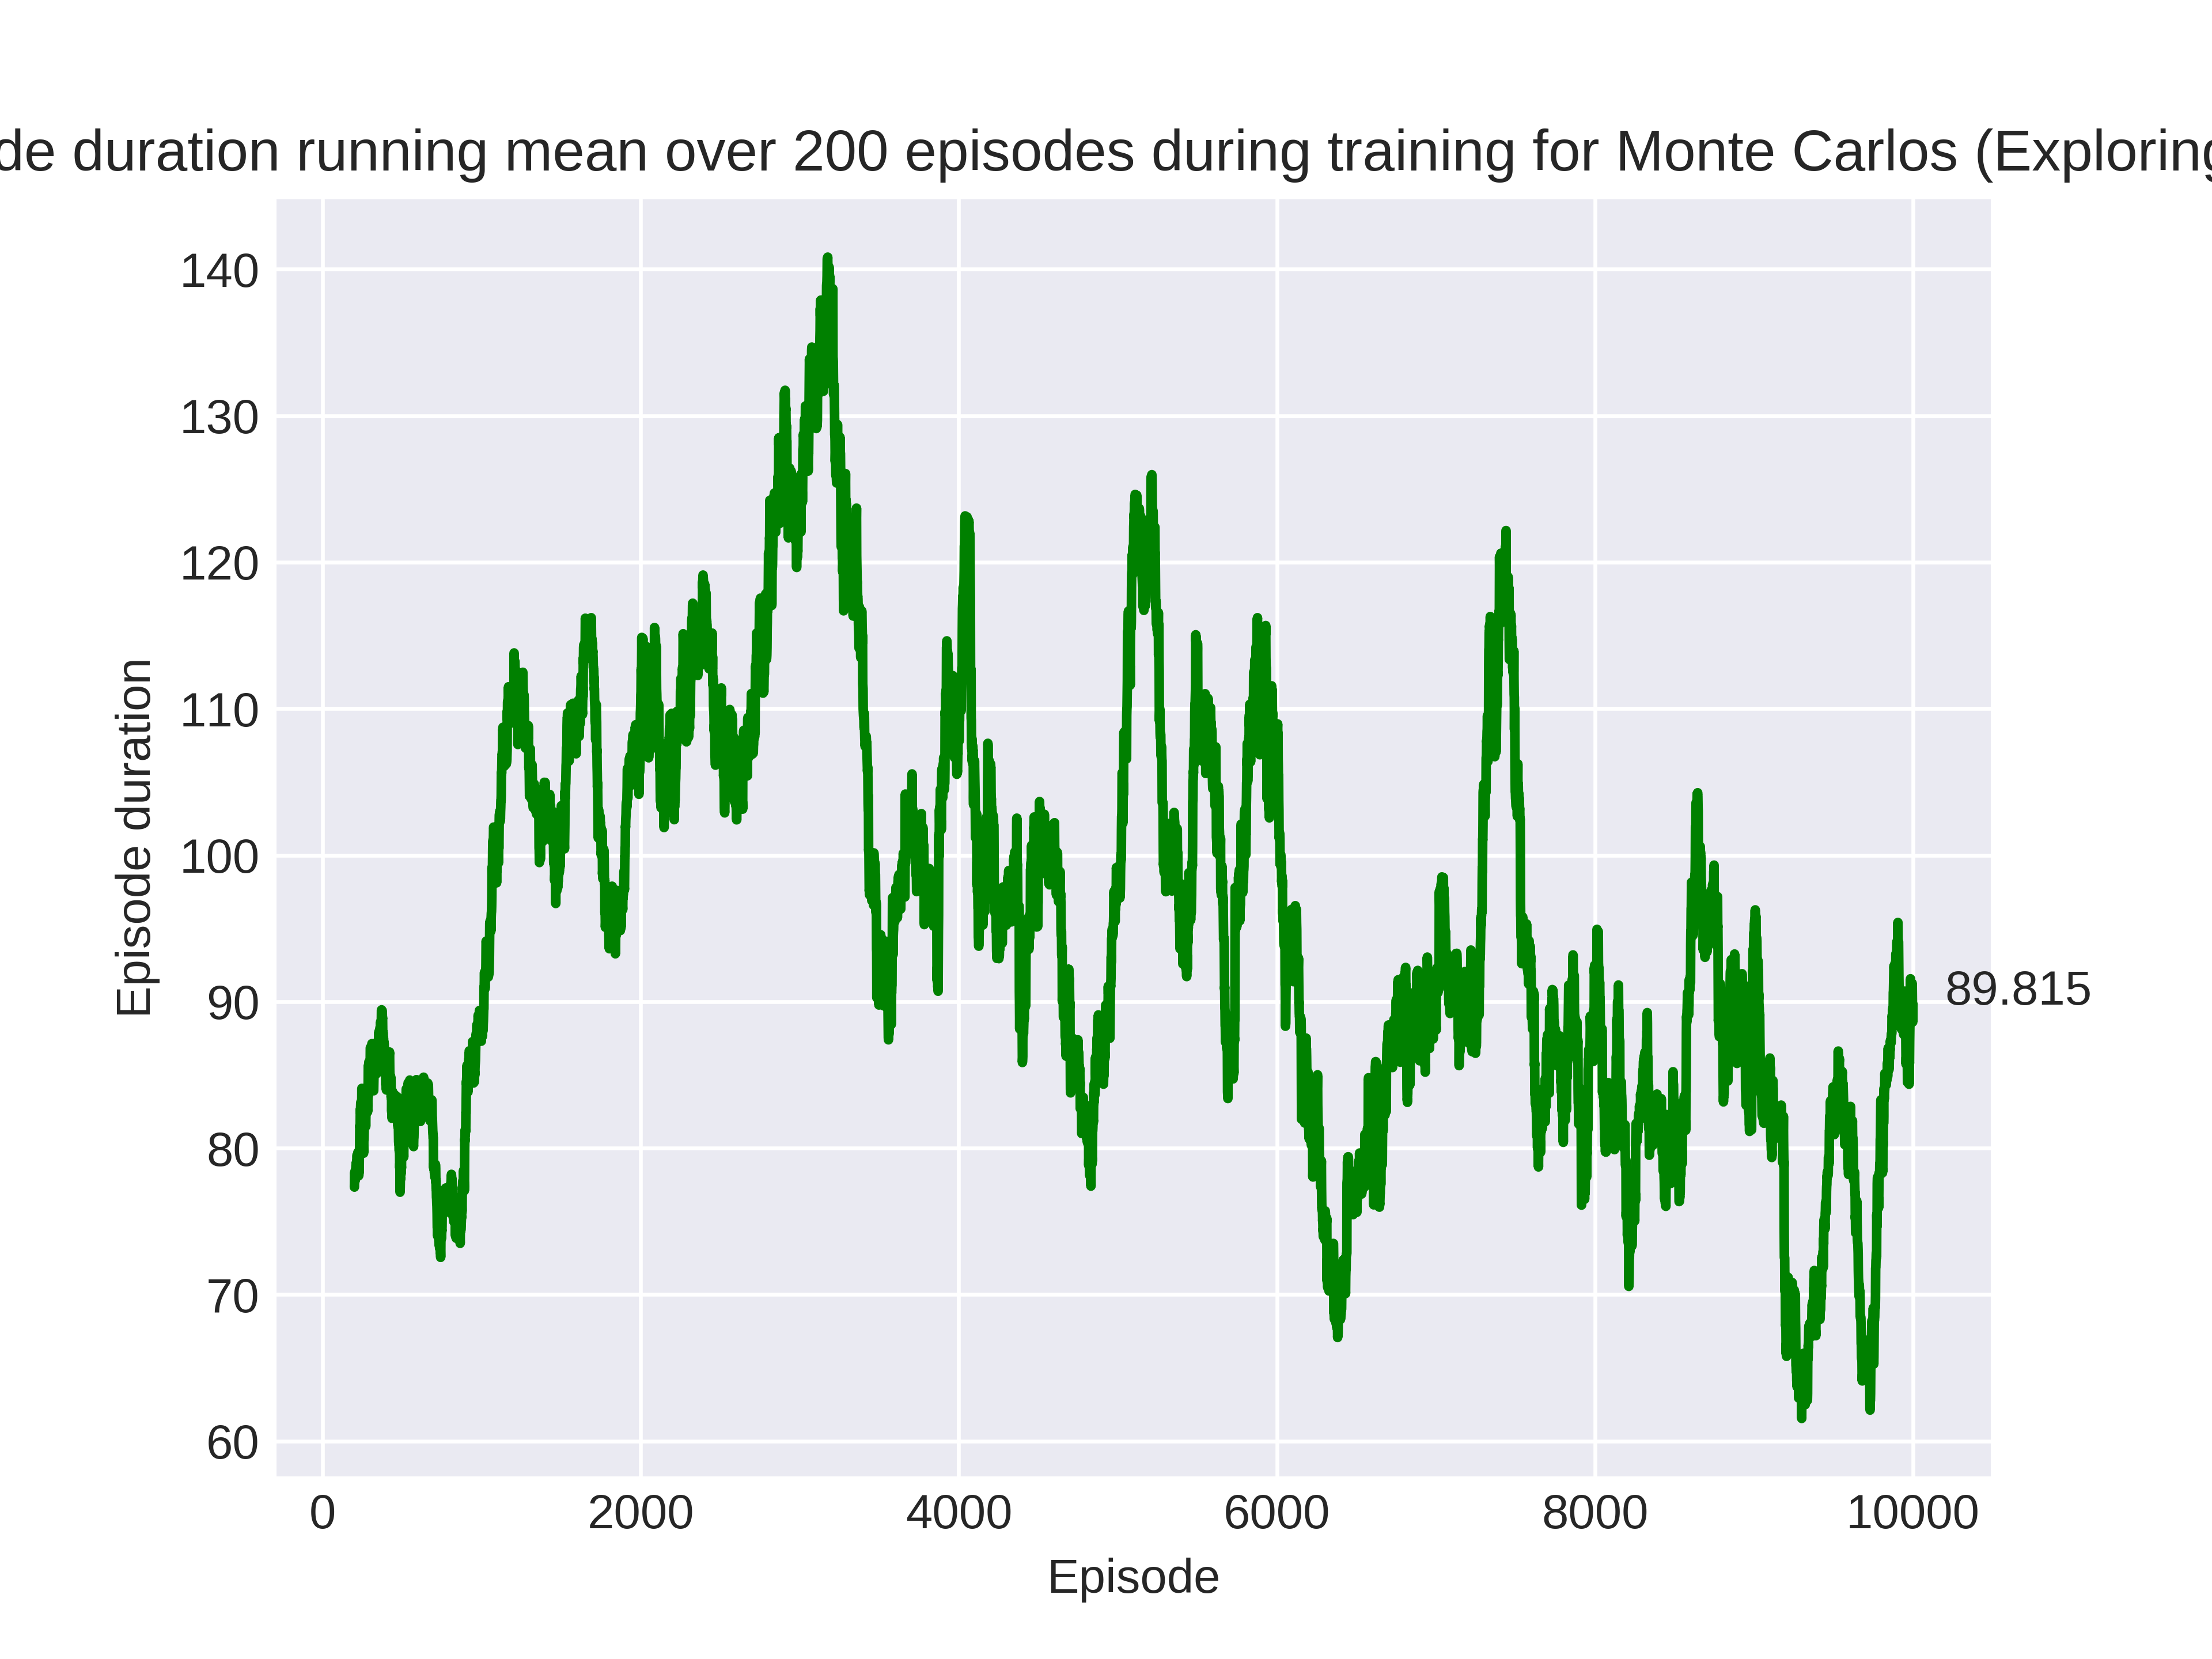 de duration running mean over 200 episodes during training for Monte Carlos (Exploring
140
130
120
110
100
90
80
70
60
Episode duration
89.815
0 2000 4000 6000 8000 10000
Episode